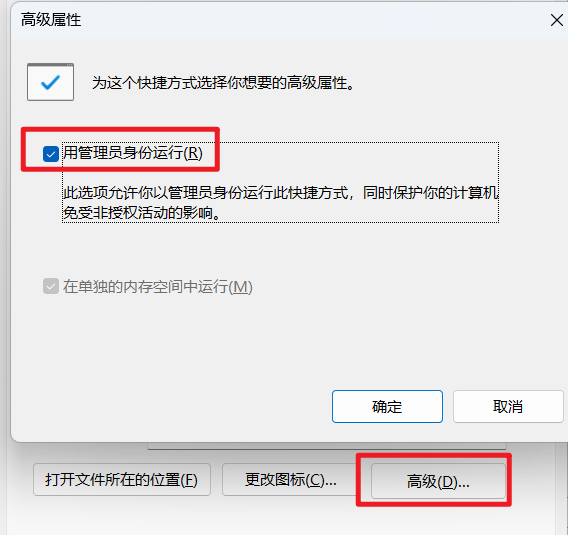 高级属性
为这个快捷方式选择你想要的高级属性。
用管理员身份运行(R)
此选项允许你以管理员身份运行此快捷方式，同时保护你的计算机
免受非授权活动的影响。
在单独的内存空间中运行(M)
确定
取消
打开文件所在的位置(F)
更改图标(C)...
高级(D)...